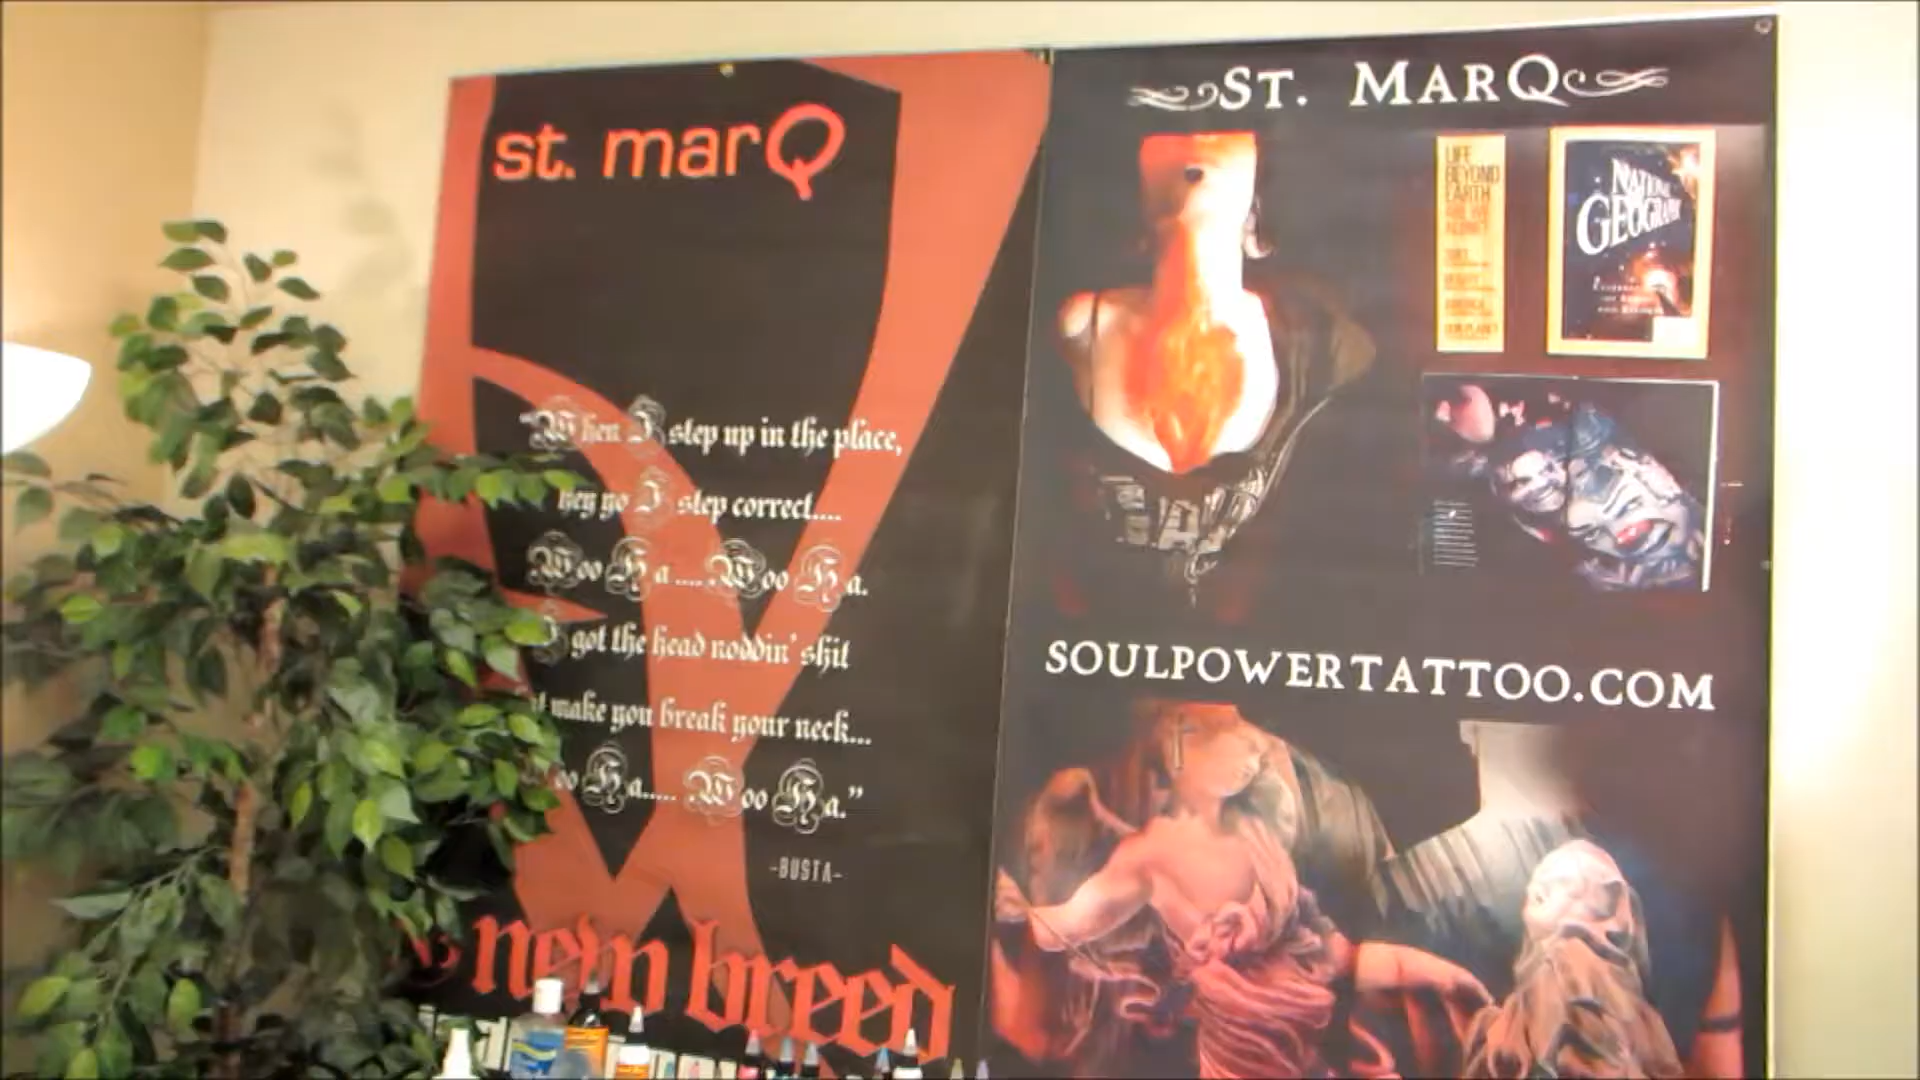 st. marQ
"When I step up in the place,
hey yo I step correct....
Woo Ha.....Woo Ha.
I got the head noddin' shit
make you break your neck...
Ha..... Woo Ha."
-BUSTA-
new breed
ST. MARQ
LIFE
BEYOND
EARTH
NATIONAL
GEOGRAPHIC
SOULPOWERTATTOO.COM